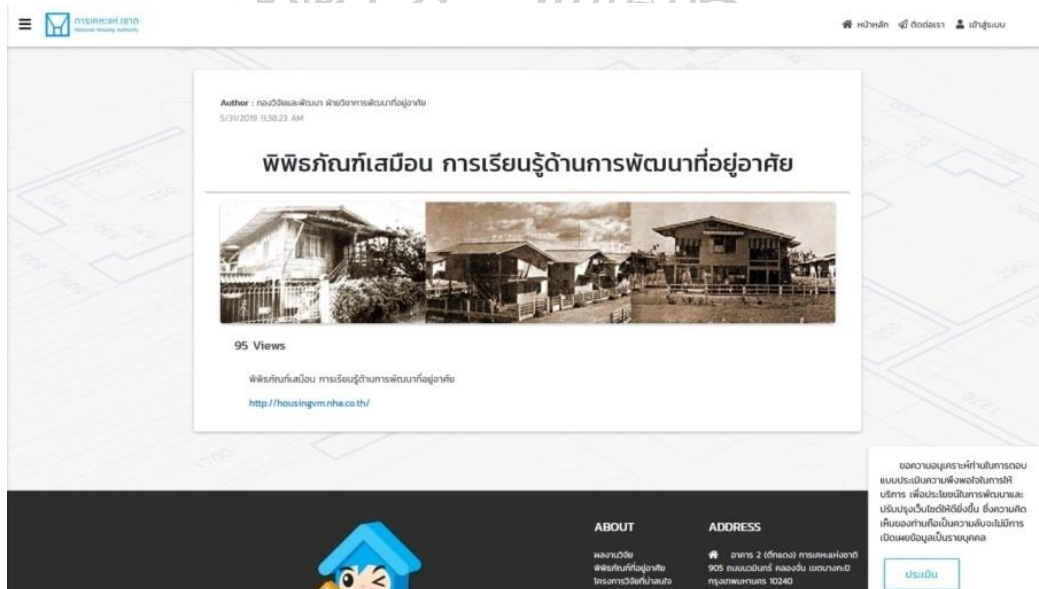 การเคหะแห่งชาติ
National Housing Authority
หน้าหลัก ติดต่อเรา เข้าสู่ระบบ
Author : กองวิจัยและพัฒนา ฝ่ายวิชาการพัฒนาที่อยู่อาศัย
5/31/2019 11:38:23 AM
พิพิธภัณฑ์เสมือน การเรียนรู้ด้านการพัฒนาที่อยู่อาศัย
95 Views
พิพิธภัณฑ์เสมือน การเรียนรู้ด้านการพัฒนาที่อยู่อาศัย
http://housingvm.nha.co.th/
ขอความอนุเคราะห์ท่านในการตอบ
แบบประเมินความพึงพอใจในการให้
บริการ เพื่อประโยชน์ในการพัฒนาและ
ปรับปรุงเว็บไซต์ให้ดียิ่งขึ้น ซึ่งความคิด
เห็นของท่านถือเป็นความลับจะไม่มีการ
เปิดเผยข้อมูลเป็นรายบุคคล
ประเมิน
ABOUT
ผลงานวิจัย
พิพิธภัณฑ์ที่อยู่อาศัย
โครงการวิจัยที่น่าสนใจ
ADDRESS
อาคาร 2 (ตึกแดง) การเคหะแห่งชาติ
905 ถนนนวมินทร์ คลองจั่น เขตบางกะปิ
กรุงเทพมหานคร 10240